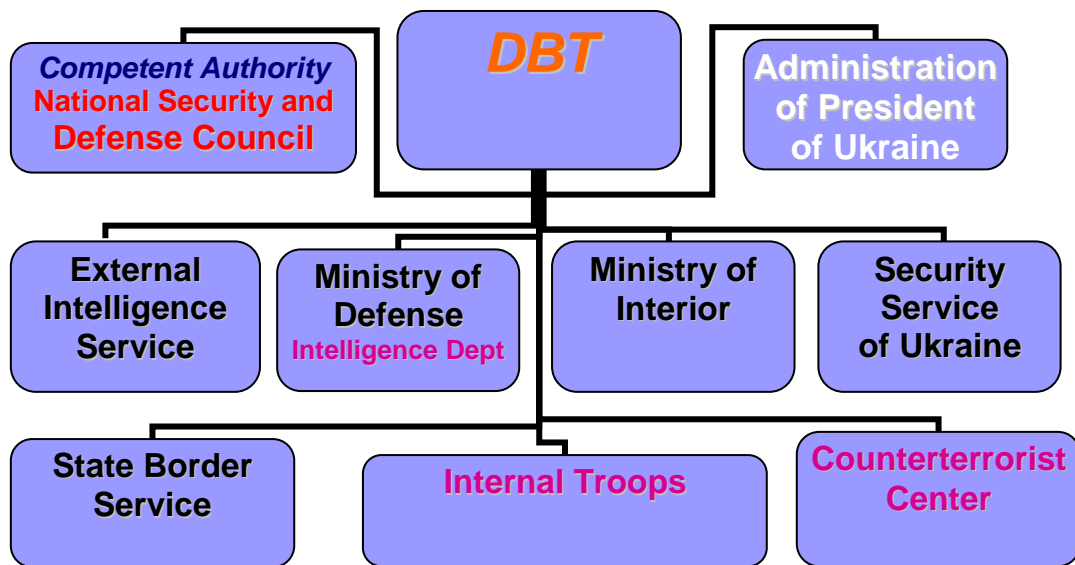 DBT
Competent Authority
National Security and
Defense Council
Administration
of President
of Ukraine
External
Intelligence
Service
Ministry of
Defense
Intelligence Dept
Ministry of
Interior
Security
Service
of Ukraine
State Border
Service
Internal Troops
Counterterrorist
Center